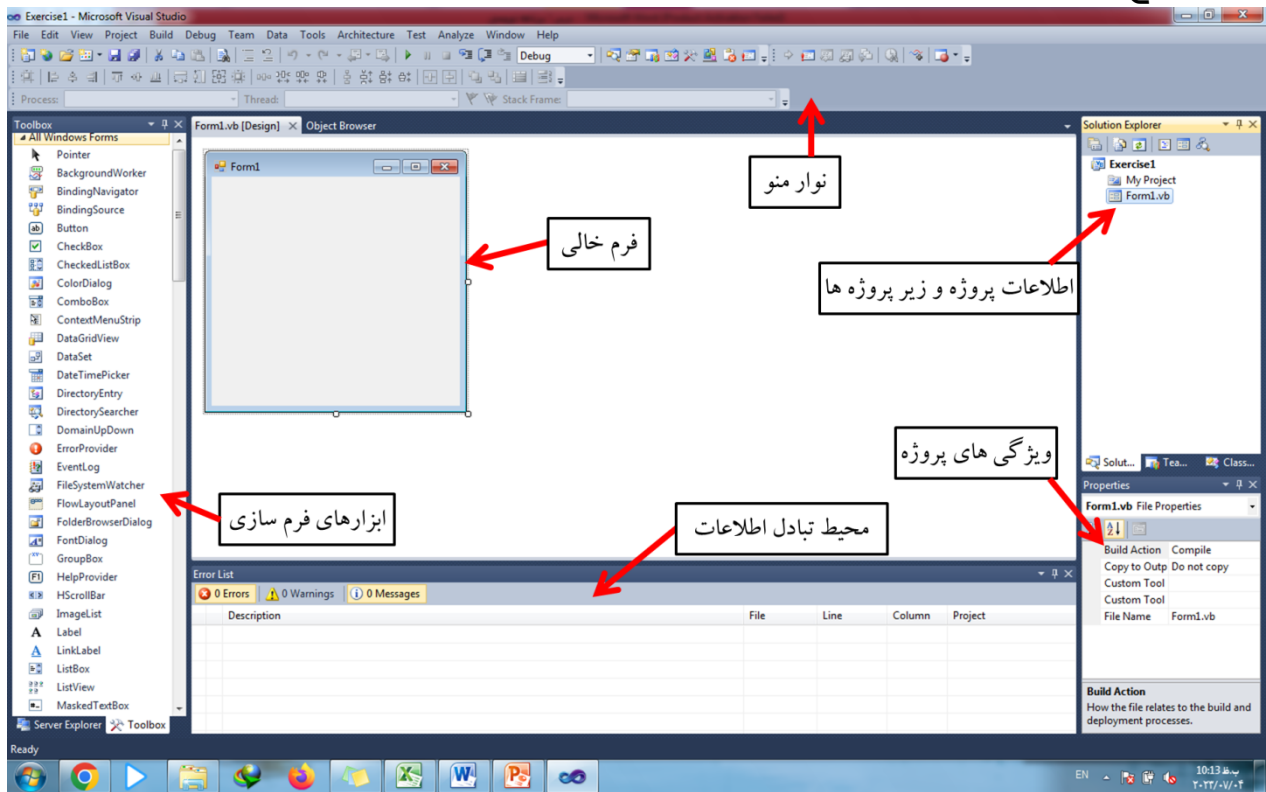 Exercise1 - Microsoft Visual Studio
File Edit View Project Build Debug Team Data Tools Architecture Test Analyze Window Help
Debug
Process: Thread: Stack Frame:
Toolbox
All Windows Forms
Pointer
BackgroundWorker
BindingNavigator
BindingSource
Button
CheckBox
CheckedListBox
ColorDialog
ComboBox
ContextMenuStrip
DataGridView
DataSet
DateTimePicker
DirectoryEntry
DirectorySearcher
DomainUpDown
ErrorProvider
EventLog
FileSystemWatcher
FlowLayoutPanel
FolderBrowserDialog
FontDialog
GroupBox
HelpProvider
HScrollBar
ImageList
Label
LinkLabel
ListBox
ListView
MaskedTextBox
Server Explorer Toolbox
Form1.vb [Design] Object Browser
Form1
نوار منو
فرم خالی
اطلاعات پروژه و زیر پروژه ها
ویژگی های پروژه
ابزارهای فرم سازی
محیط تبادل اطلاعات
Error List
0 Errors 0 Warnings 0 Messages
Description File Line Column Project
Solution Explorer
Exercise1
My Project
Form1.vb
Solut... Tea... Class...
Properties
Form1.vb File Properties
Build Action Compile
Copy to Outp Do not copy
Custom Tool
Custom Tool
File Name Form1.vb
Build Action
How the file relates to the build and
deployment processes.
Ready
EN
10:13 ب.ظ
۲۰۲۳/۰۷/۰۴